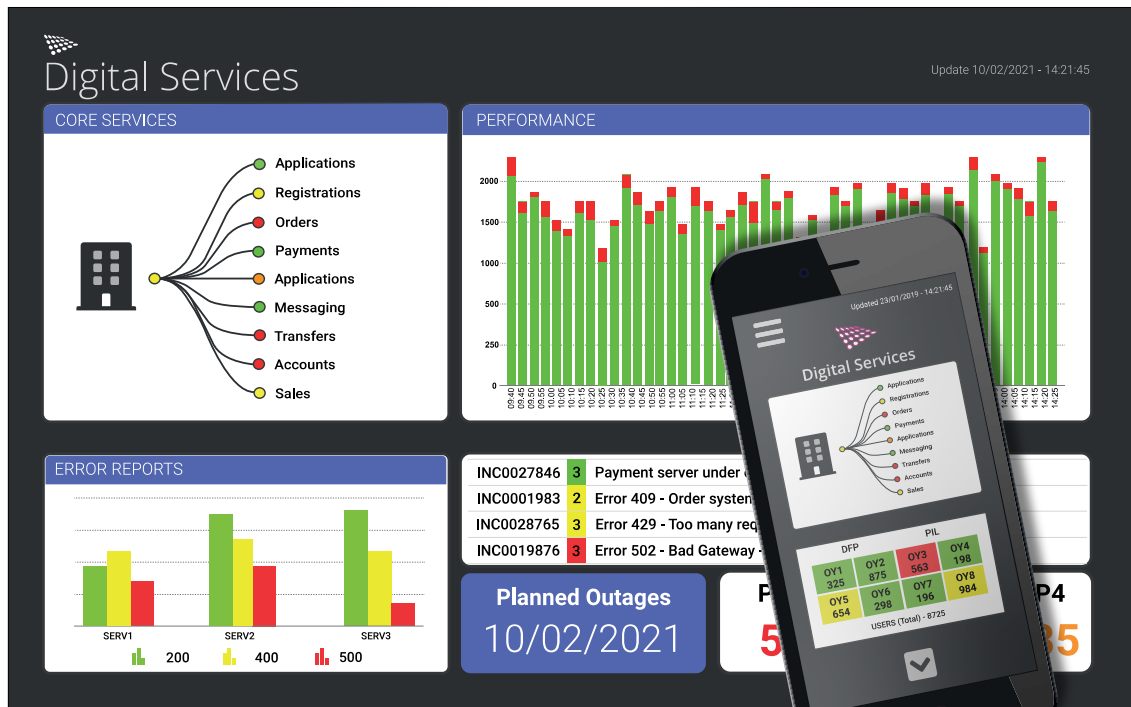 Digital Services
Update 10/02/2021 - 14:21:45
CORE SERVICES
Applications
Registrations
Orders
Payments
Applications
Messaging
Transfers
Accounts
Sales
PERFORMANCE
2000
1500
1000
500
250
0
09:40
09.45
09.50
09.55
10.00
10:05
10:10
10:15
10:20
10:25
10:30
10:35
10:40
10:45
10:50
10:55
11:00
11:05
11:10
11:15
11:20
14:00
14:05
14:10
14:15
14:20
14:25
ERROR REPORTS
SERV1 SERV2 SERV3
200 400 500
INC0027846 3 Payment server under
INC0001983 2 Error 409 - Order system
INC0028765 3 Error 429 - Too many req
INC0019876 3 Error 502 - Bad Gateway -
Planned Outages
10/02/2021
P
5
P4
35
Updated 23/01/2019 - 14:21:45
Digital Services
Applications
Registrations
Orders
Payments
Applications
Messaging
Transfers
Accounts
Sales
DFP PIL
OY1 OY2 OY3 OY4
325 875 563 198
OY5 OY6 OY7 OY8
654 298 196 984
USERS (Total) - 8725